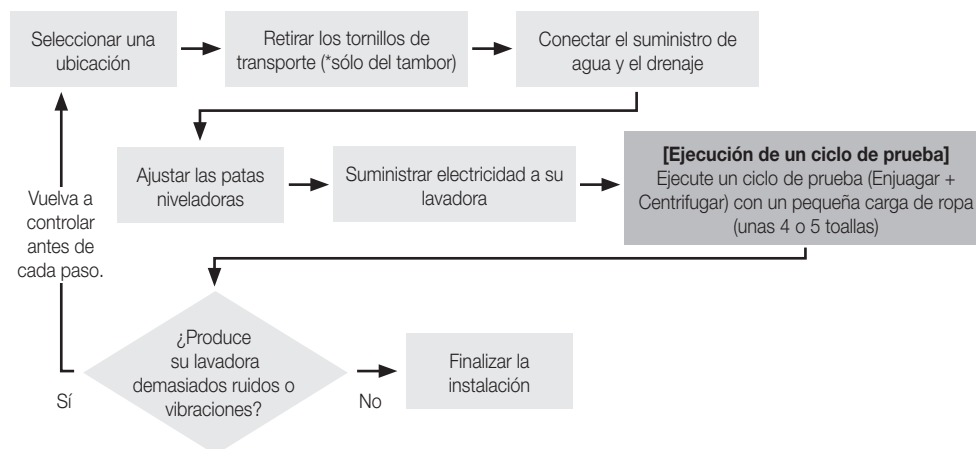 Seleccionar una
ubicación
Retirar los tornillos de
transporte (*sólo del tambor)
Conectar el suministro de
agua y el drenaje
Ajustar las patas
niveladoras
Suministrar electricidad a su
lavadora
[Ejecución de un ciclo de prueba]
Ejecute un ciclo de prueba (Enjuagar +
Centrifugar) con un pequeña carga de ropa
(unas 4 o 5 toallas)
Vuelva a
controlar
antes de
cada paso.
¿Produce
su lavadora
demasiados ruidos o
vibraciones?
Sí
No
Finalizar la
instalación